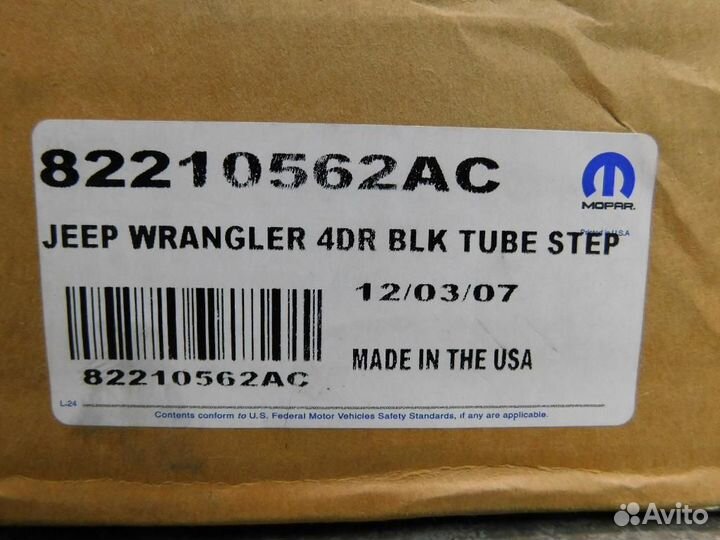 82210562AC
MOPAR.
Printed in U.S.A
JEEP WRANGLER 4DR BLK TUBE STEP
12/03/07
82210562AC
MADE IN THE USA
L-24
Contents conform to U.S. Federal Motor Vehicles Safety Standards, if any are applicable.
Avito